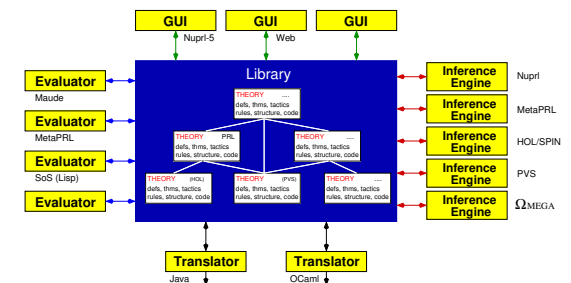 GUI
GUI
GUI
Nuprl-5
Web
Library
Evaluator
Maude
Evaluator
MetaPRL
Evaluator
SoS (Lisp)
Evaluator
THEORY ....
defs, thms, tactics
rules, structure, code
THEORY PRL
defs, thms, tactics
rules, structure, code
THEORY ....
defs, thms, tactics
rules, structure, code
THEORY (HOL)
defs, thms, tactics
rules, structure, code
THEORY (PVS)
defs, thms, tactics
rules, structure, code
THEORY ....
defs, thms, tactics
rules, structure, code
Inference
Engine
Nuprl
Inference
Engine
MetaPRL
Inference
Engine
HOL/SPIN
Inference
Engine
PVS
Inference
Engine
ΩMEGA
Translator
Java
Translator
OCaml